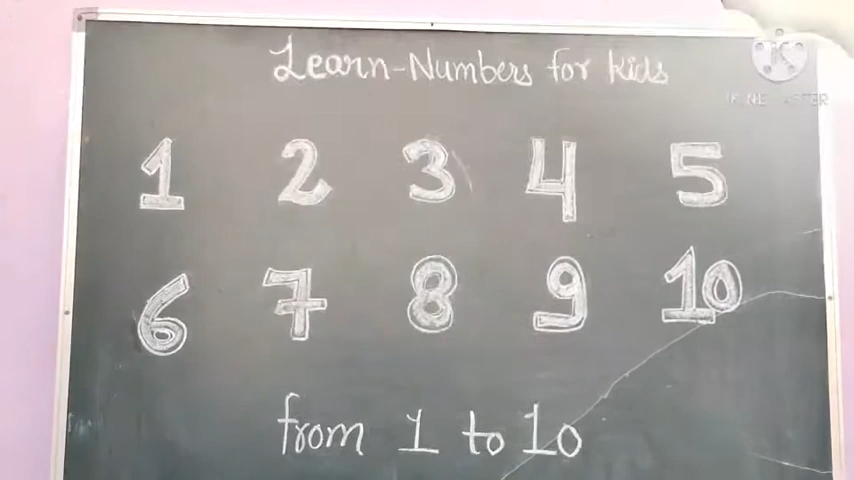 Learn-Numbers for kids
1 2 3 4 5
6 7 8 9 10
from 1 to 10